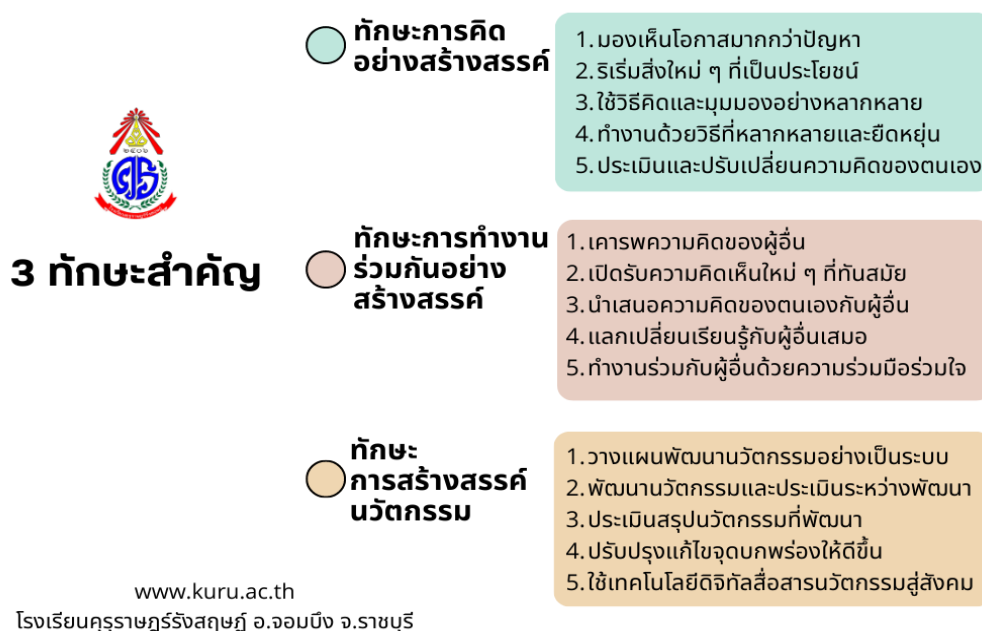 ๒๕๐๖
3 ทักษะสำคัญ
ทักษะการคิด
อย่างสร้างสรรค์
1. มองเห็นโอกาสมากกว่าปัญหา
2. ริเริ่มสิ่งใหม่ ๆ ที่เป็นประโยชน์
3. ใช้วิธีคิดและมุมมองอย่างหลากหลาย
4. ทำงานด้วยวิธีที่หลากหลายและยืดหยุ่น
5. ประเมินและปรับเปลี่ยนความคิดของตนเอง
ทักษะการทำงาน
ร่วมกันอย่าง
สร้างสรรค์
1. เคารพความคิดของผู้อื่น
2. เปิดรับความคิดเห็นใหม่ ๆ ที่ทันสมัย
3. นำเสนอความคิดของตนเองกับผู้อื่น
4. แลกเปลี่ยนเรียนรู้กับผู้อื่นเสมอ
5. ทำงานร่วมกับผู้อื่นด้วยความร่วมมือร่วมใจ
ทักษะ
การสร้างสรรค์
นวัตกรรม
1. วางแผนพัฒนานวัตกรรมอย่างเป็นระบบ
2. พัฒนานวัตกรรมและประเมินระหว่างพัฒนา
3. ประเมินสรุปนวัตกรรมที่พัฒนา
4. ปรับปรุงแก้ไขจุดบกพร่องให้ดีขึ้น
5. ใช้เทคโนโลยีดิจิทัลสื่อสารนวัตกรรมสู่สังคม
www.kuru.ac.th
โรงเรียนคุรุราษฎร์รังสฤษฏ์ อ.จอมบึง จ.ราชบุรี